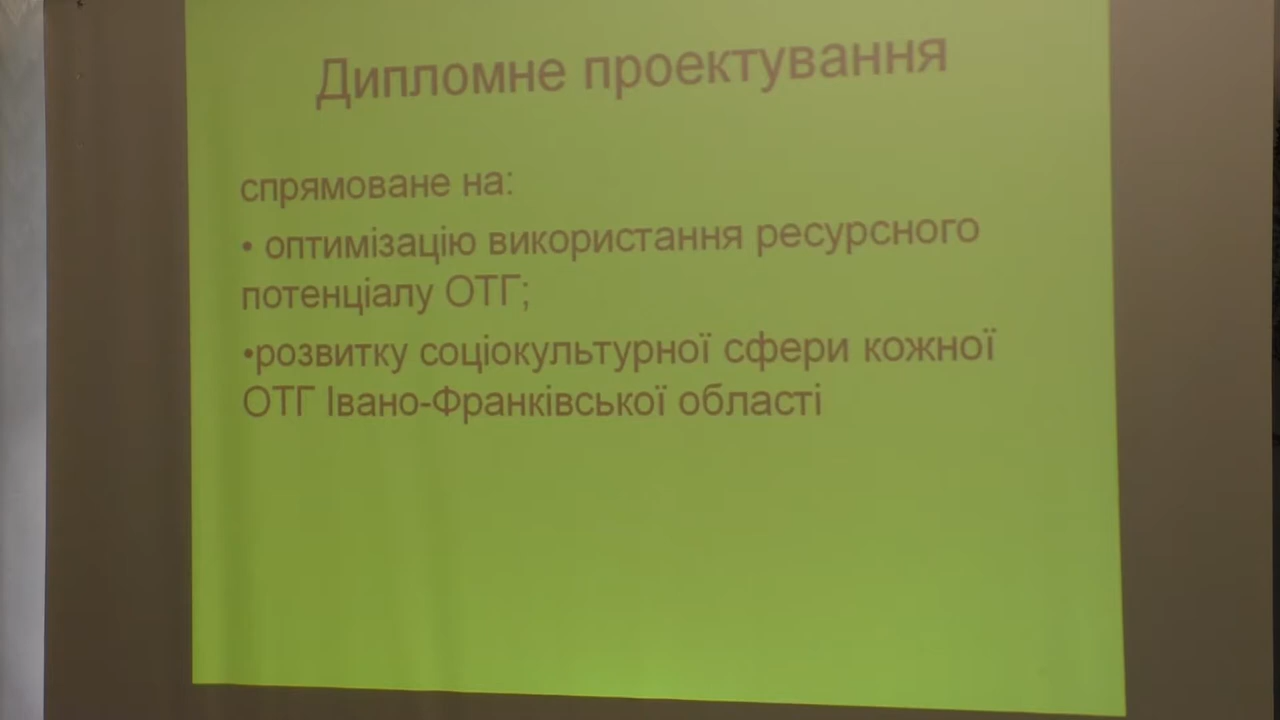 Дипломне проектування
спрямоване на:
• оптимізацію використання ресурсного
потенціалу ОТГ;
•розвитку соціокультурної сфери кожної
ОТГ Івано-Франківської області